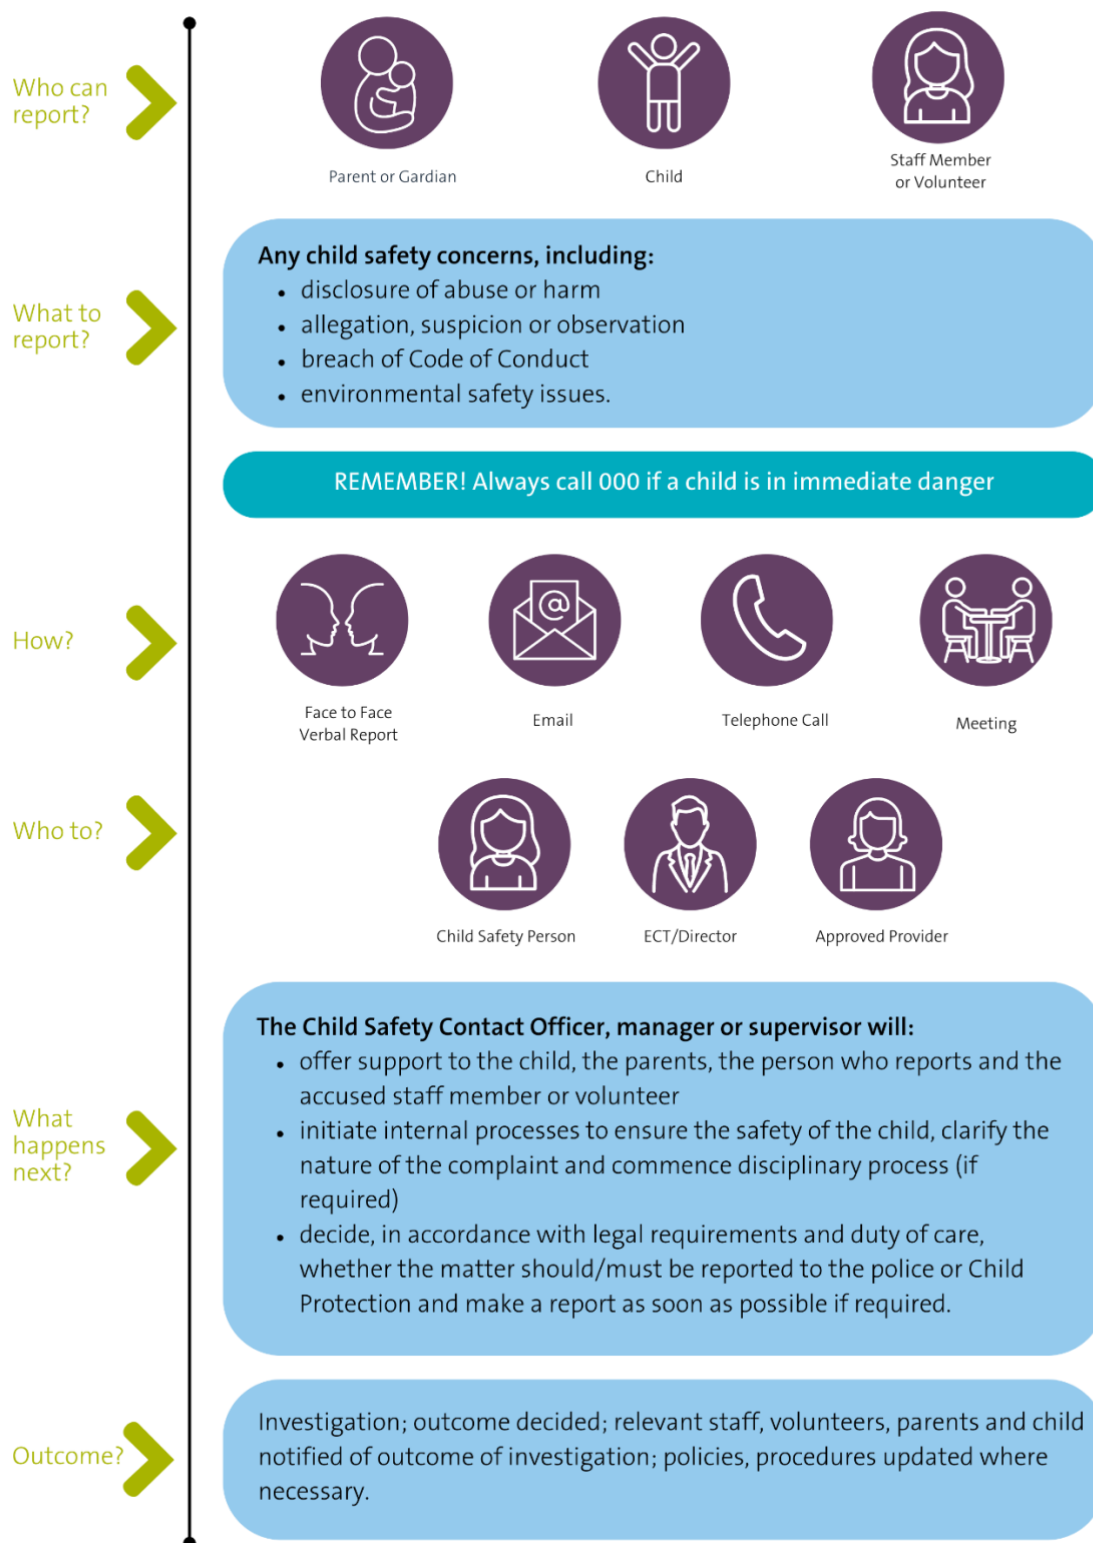 Who can
report?
Parent or Gardian
Child
Staff Member
or Volunteer
What to
report?
Any child safety concerns, including:
• disclosure of abuse or harm
• allegation, suspicion or observation
• breach of Code of Conduct
• environmental safety issues.
REMEMBER! Always call 000 if a child is in immediate danger
How?
@
Face to Face
Verbal Report
Email
Telephone Call
Meeting
Who to?
Child Safety Person
ECT/Director
Approved Provider
What
happens
next?
The Child Safety Contact Officer, manager or supervisor will:
• offer support to the child, the parents, the person who reports and the
accused staff member or volunteer
• initiate internal processes to ensure the safety of the child, clarify the
nature of the complaint and commence disciplinary process (if
required)
• decide, in accordance with legal requirements and duty of care,
whether the matter should/must be reported to the police or Child
Protection and make a report as soon as possible if required.
Outcome?
Investigation; outcome decided; relevant staff, volunteers, parents and child
notified of outcome of investigation; policies, procedures updated where
necessary.